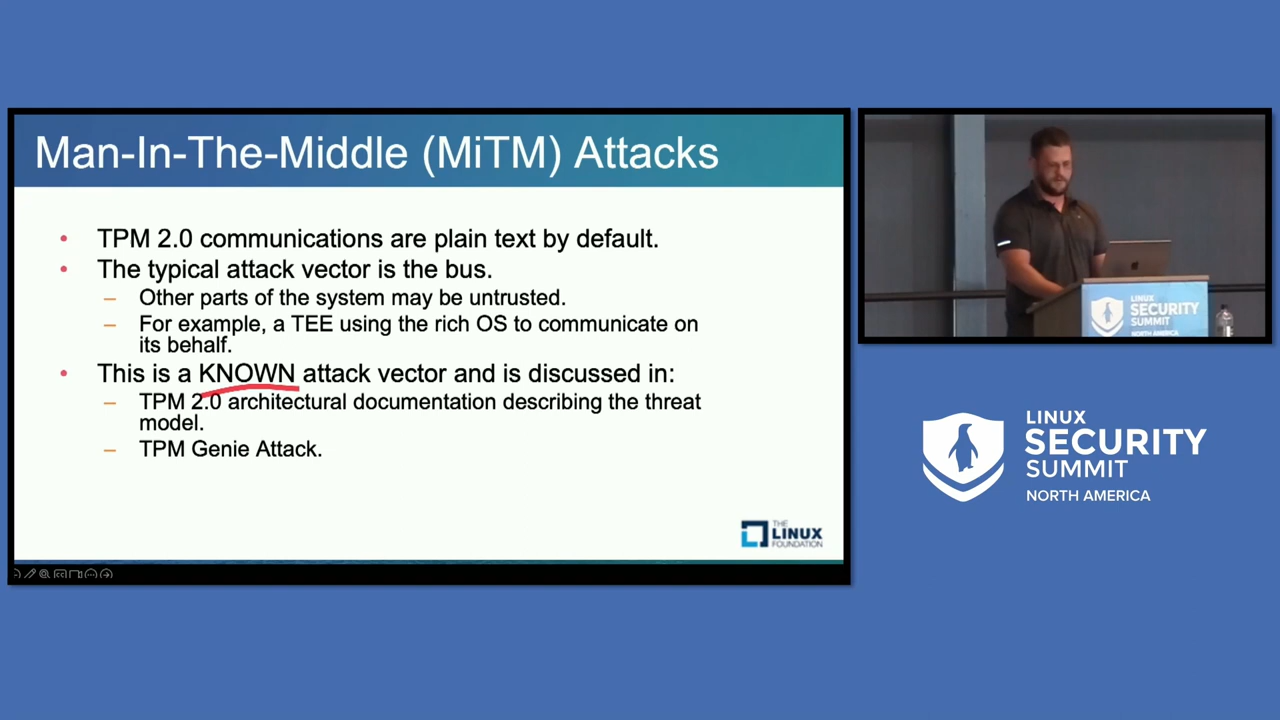 Man-In-The-Middle (MiTM) Attacks
• TPM 2.0 communications are plain text by default.
• The typical attack vector is the bus.
– Other parts of the system may be untrusted.
– For example, a TEE using the rich OS to communicate on
its behalf.
• This is a KNOWN attack vector and is discussed in:
– TPM 2.0 architectural documentation describing the threat
model.
– TPM Genie Attack.
THE
LINUX
FOUNDATION
LINUX
SECURITY
SUMMIT
NORTH AMERICA
LINUX
SECURITY
SUMMIT
NORTH AMERICA